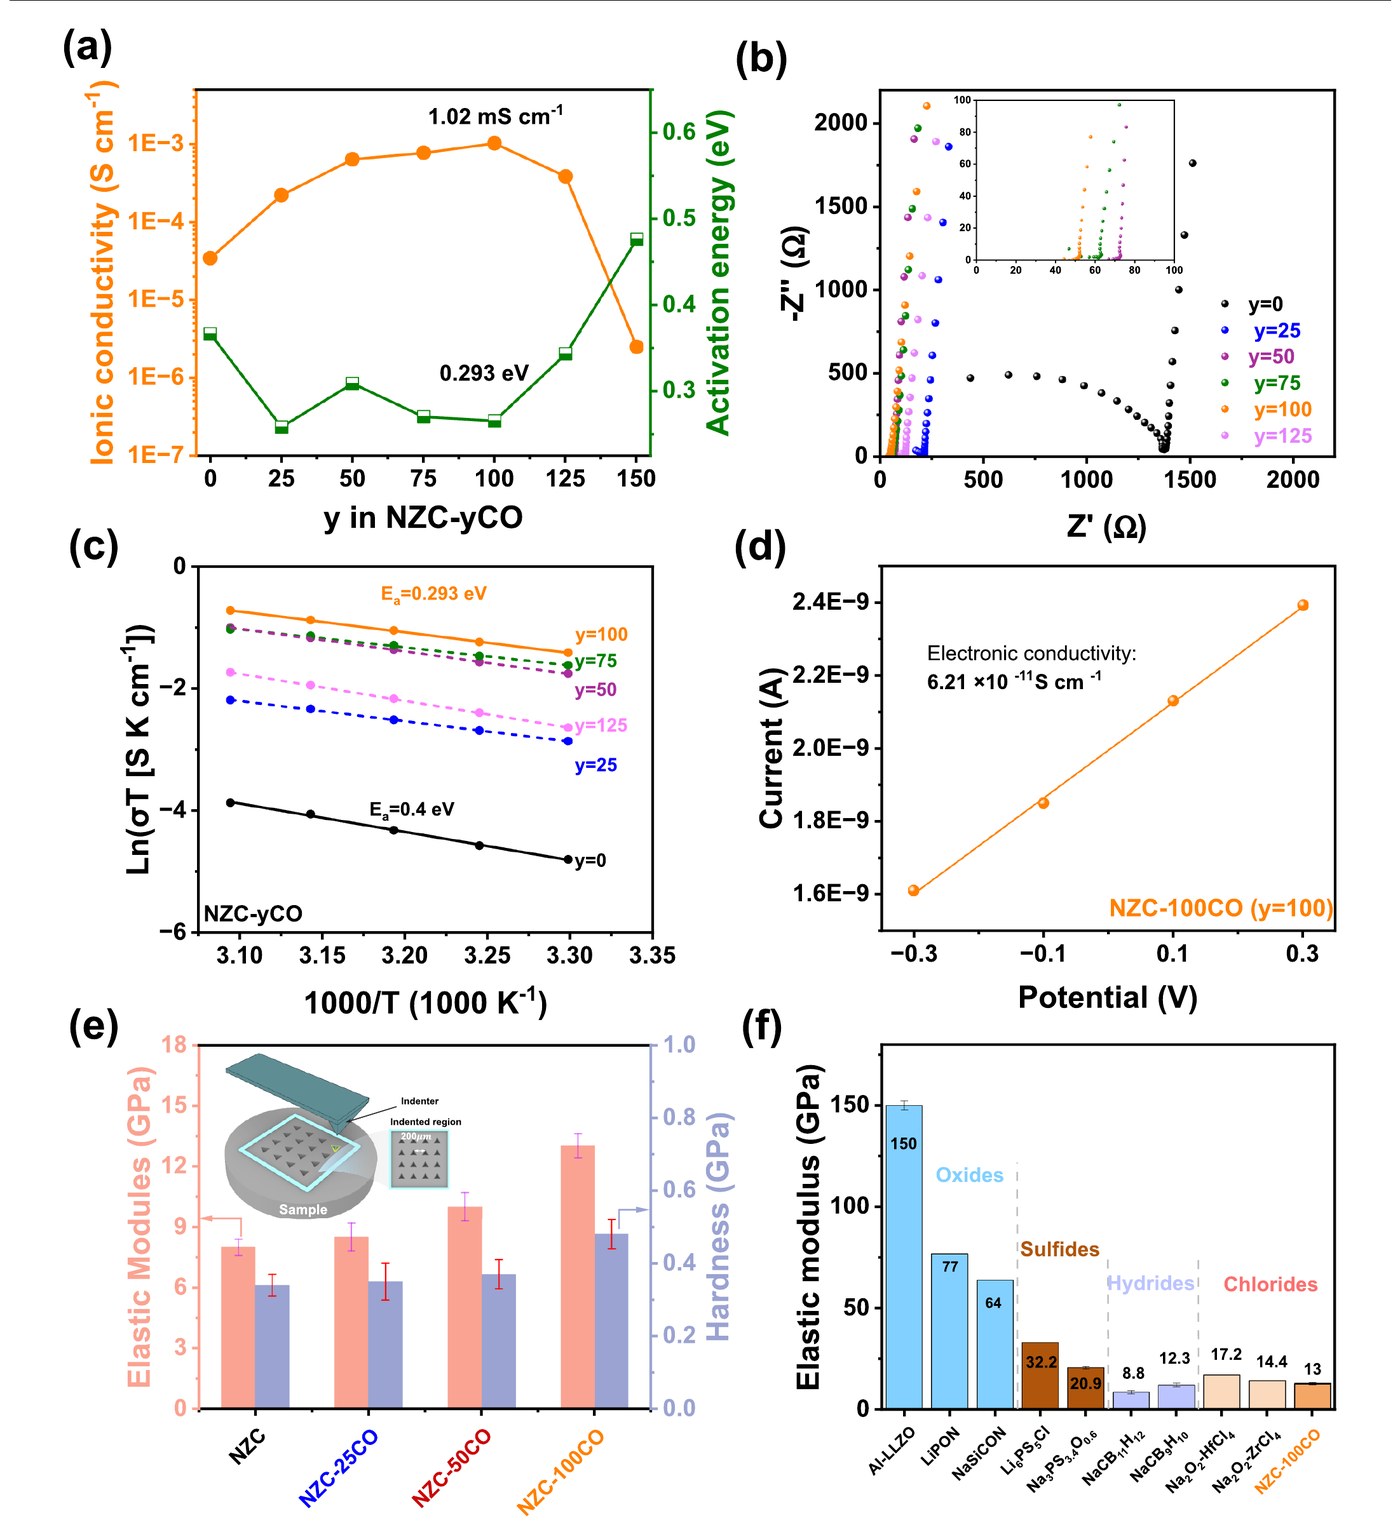 (a)
Ionic conductivity (S cm⁻¹)
1E−3
1E−4
1E−5
1E−6
1E−7
1.02 mS cm⁻¹
0.293 eV
0.6
0.5
0.4
0.3
Activation energy (eV)
0 25 50 75 100 125 150
y in NZC-yCO
(b)
-Z'' (Ω)
2000
1500
1000
500
0
100
80
60
40
20
0
0 20 40 60 80 100
y=0
y=25
y=50
y=75
y=100
y=125
0 500 1000 1500 2000
Z' (Ω)
(c)
Ln(σT [S K cm⁻¹])
0
−2
−4
−6
Eₐ=0.293 eV
y=100
y=75
y=50
y=125
y=25
Eₐ=0.4 eV
y=0
NZC-yCO
3.10 3.15 3.20 3.25 3.30 3.35
1000/T (1000 K⁻¹)
(d)
Current (A)
2.4E−9
2.2E−9
2.0E−9
1.8E−9
1.6E−9
Electronic conductivity:
6.21 ×10 ⁻¹¹S cm ⁻¹
NZC-100CO (y=100)
−0.3 −0.1 0.1 0.3
Potential (V)
(e)
Elastic Modules (GPa)
18
15
12
9
6
3
0
Indenter
Indented region
200μm
Sample
1.0
0.8
0.6
0.4
0.2
0.0
Hardness (GPa)
NZC
NZC-25CO
NZC-50CO
NZC-100CO
(f)
Elastic modulus (GPa)
150
100
50
0
150
77
64
32.2
20.9
8.8
12.3
17.2
14.4
13
Oxides
Sulfides
Hydrides
Chlorides
Al-LLZO
LiPON
NaSiCON
Li₆PS₅Cl
Na₃PS₃.₄O₀.₆
NaCB₁₁H₁₂
NaCB₉H₁₀
Na₂O₂-HfCl₄
Na₂O₂-ZrCl₄
NZC-100CO